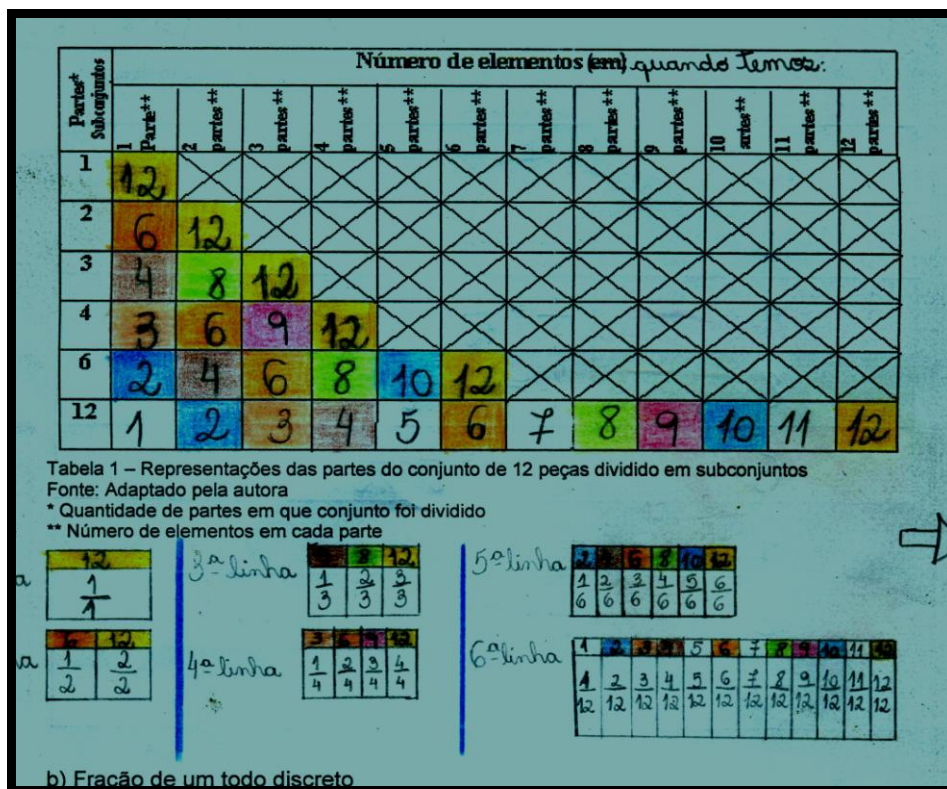 Partes* Subconjuntos
Número de elementos (em) quando temos:
1 Parte** 2 partes** 3 partes** 4 partes** 5 partes** 6 partes** 7 partes** 8 partes** 9 partes** 10 artes** 11 partes** 12 partes**
1 12
2 6 12
3 4 8 12
4 3 6 9 12
6 2 4 6 8 10 12
12 1 2 3 4 5 6 7 8 9 10 11 12
Tabela 1 – Representações das partes do conjunto de 12 peças dividido em subconjuntos
Fonte: Adaptado pela autora
* Quantidade de partes em que conjunto foi dividido
** Número de elementos em cada parte
a
12
1/1
a
6 12
1/2 2/2
3ª linha
8 12
1/3 2/3 3/3
4ª linha
3 6 9 12
1/4 2/4 3/4 4/4
5ª linha
2 6 8 10 12
1/6 2/6 3/6 4/6 5/6 6/6
6ª linha
1 2 3 5 6 7 8 9 10 11 12
1/12 2/12 3/12 4/12 5/12 6/12 7/12 8/12 9/12 10/12 11/12 12/12
b) Fração de um todo discreto